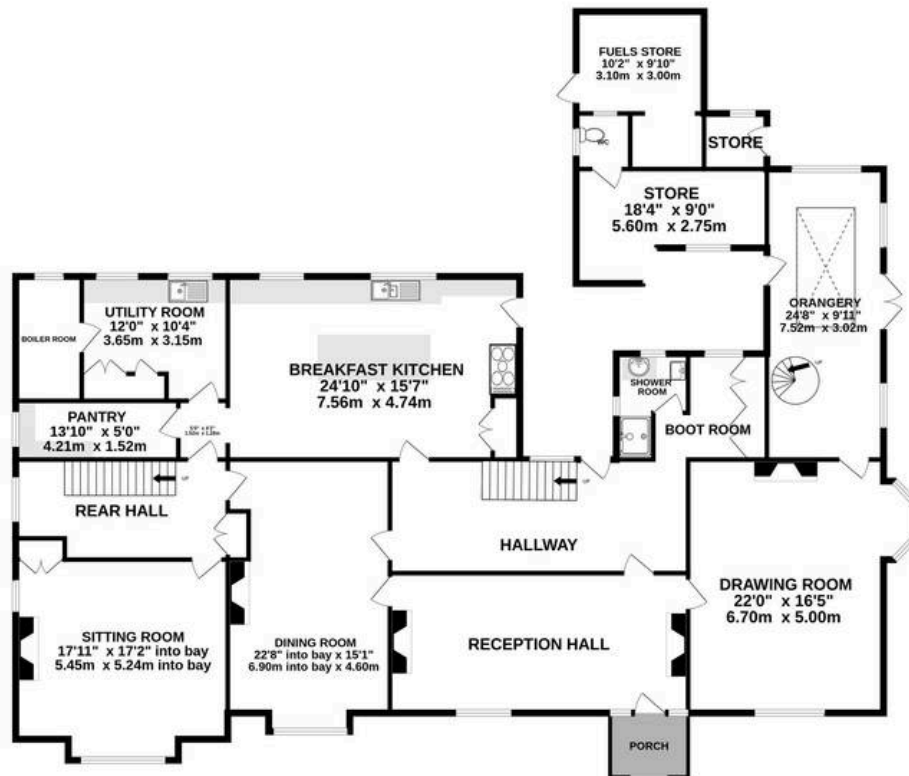 FUELS STORE
10'2" x 9'10"
3.10m x 3.00m
WC
STORE
STORE
18'4" x 9'0"
5.60m x 2.75m
ORANGERY
24'8" x 9'11"
7.52m x 3.02m
UP
UTILITY ROOM
12'0" x 10'4"
3.65m x 3.15m
BOILER ROOM
BREAKFAST KITCHEN
24'10" x 15'7"
7.56m x 4.74m
SHOWER
ROOM
BOOT ROOM
PANTRY
13'10" x 5'0"
4.21m x 1.52m
UP
REAR HALL
UP
HALLWAY
DRAWING ROOM
22'0" x 16'5"
6.70m x 5.00m
SITTING ROOM
17'11" x 17'2" into bay
5.45m x 5.24m into bay
DINING ROOM
22'8" into bay x 15'1"
6.90m into bay x 4.60m
RECEPTION HALL
PORCH